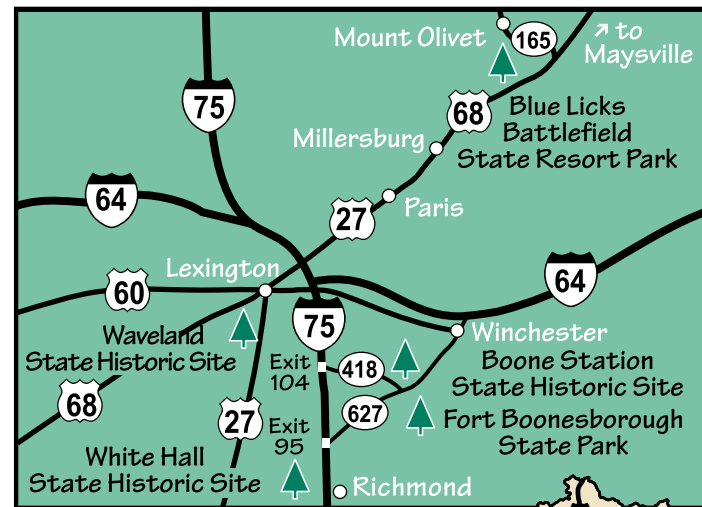 Mount Olivet
165
to
Maysville
75
68
Blue Licks
Battlefield
State Resort Park
Millersburg
64
Paris
27
Lexington
60
64
75
Waveland
State Historic Site
Winchester
Exit
104
418
Boone Station
State Historic Site
68
27
Exit
95
627
Fort Boonesborough
State Park
White Hall
State Historic Site
Richmond